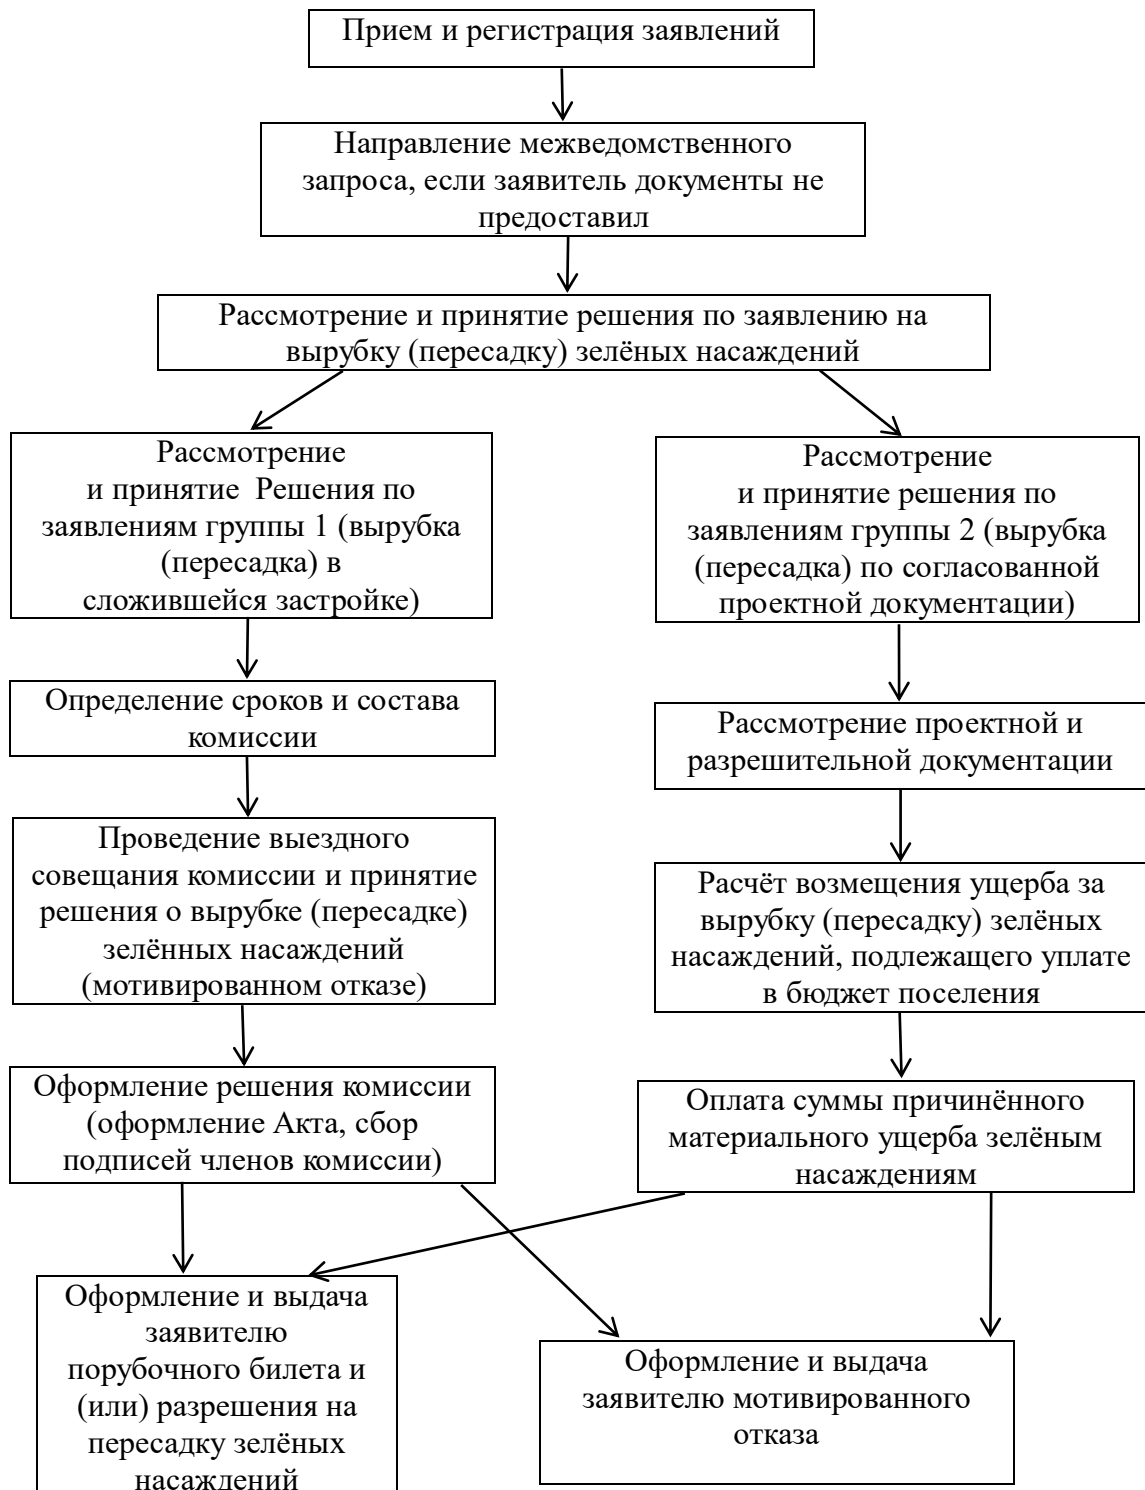 Прием и регистрация заявлений
Направление межведомственного
запроса, если заявитель документы не
предоставил
Рассмотрение и принятие решения по заявлению на
вырубку (пересадку) зелёных насаждений
Рассмотрение
и принятие Решения по
заявлениям группы 1 (вырубка
(пересадка) в
сложившейся застройке)
Определение сроков и состава
комиссии
Проведение выездного
совещания комиссии и принятие
решения о вырубке (пересадке)
зелённых насаждений
(мотивированном отказе)
Оформление решения комиссии
(оформление Акта, сбор
подписей членов комиссии)
Рассмотрение
и принятие решения по
заявлениям группы 2 (вырубка
(пересадка) по согласованной
проектной документации)
Рассмотрение проектной и
разрешительной документации
Расчёт возмещения ущерба за
вырубку (пересадку) зелёных
насаждений, подлежащего уплате
в бюджет поселения
Оплата суммы причинённого
материального ущерба зелёным
насаждениям
Оформление и выдача
заявителю
порубочного билета и
(или) разрешения на
пересадку зелёных
насаждений
Оформление и выдача
заявителю мотивированного
отказа